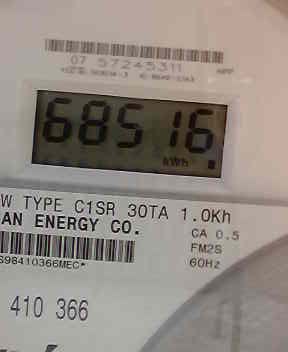 07 57245311
68516
kWh
W TYPE C1SR 30TA 1.0Kh
AN ENERGY CO. CA 0.5
FM2S
S98410366MEC* 60Hz
410 366